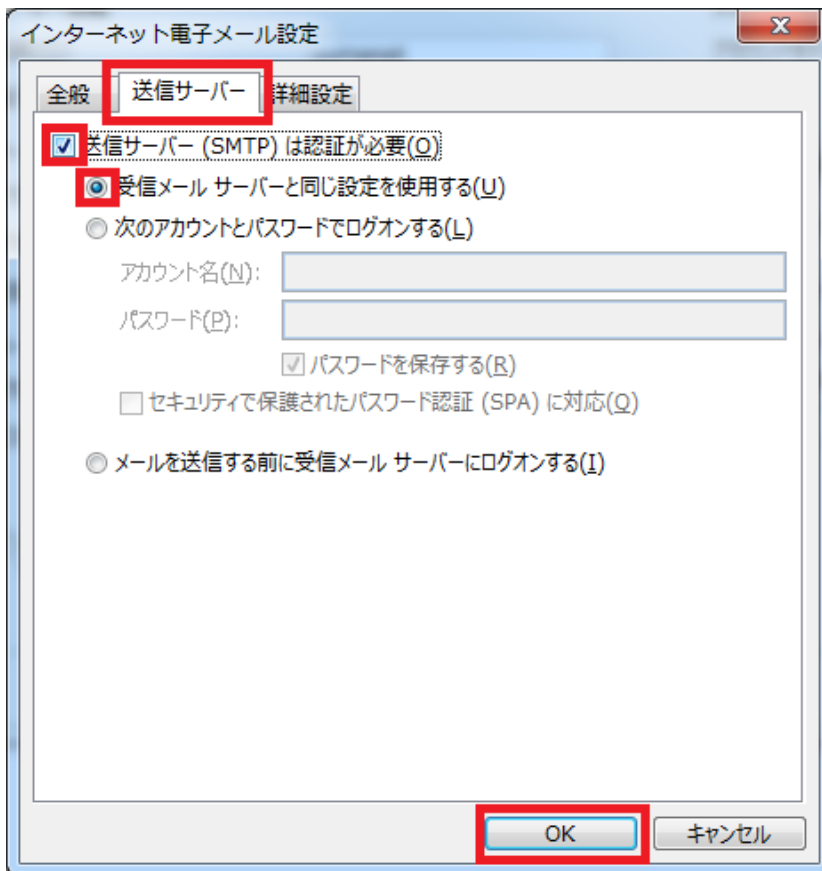 インターネット電子メール設定
全般 送信サーバー 詳細設定
送信サーバー (SMTP) は認証が必要(O)
受信メール サーバーと同じ設定を使用する(U)
次のアカウントとパスワードでログオンする(L)
アカウント名(N):
パスワード(P):
パスワードを保存する(R)
セキュリティで保護されたパスワード認証 (SPA) に対応(Q)
メールを送信する前に受信メール サーバーにログオンする(I)
OK キャンセル